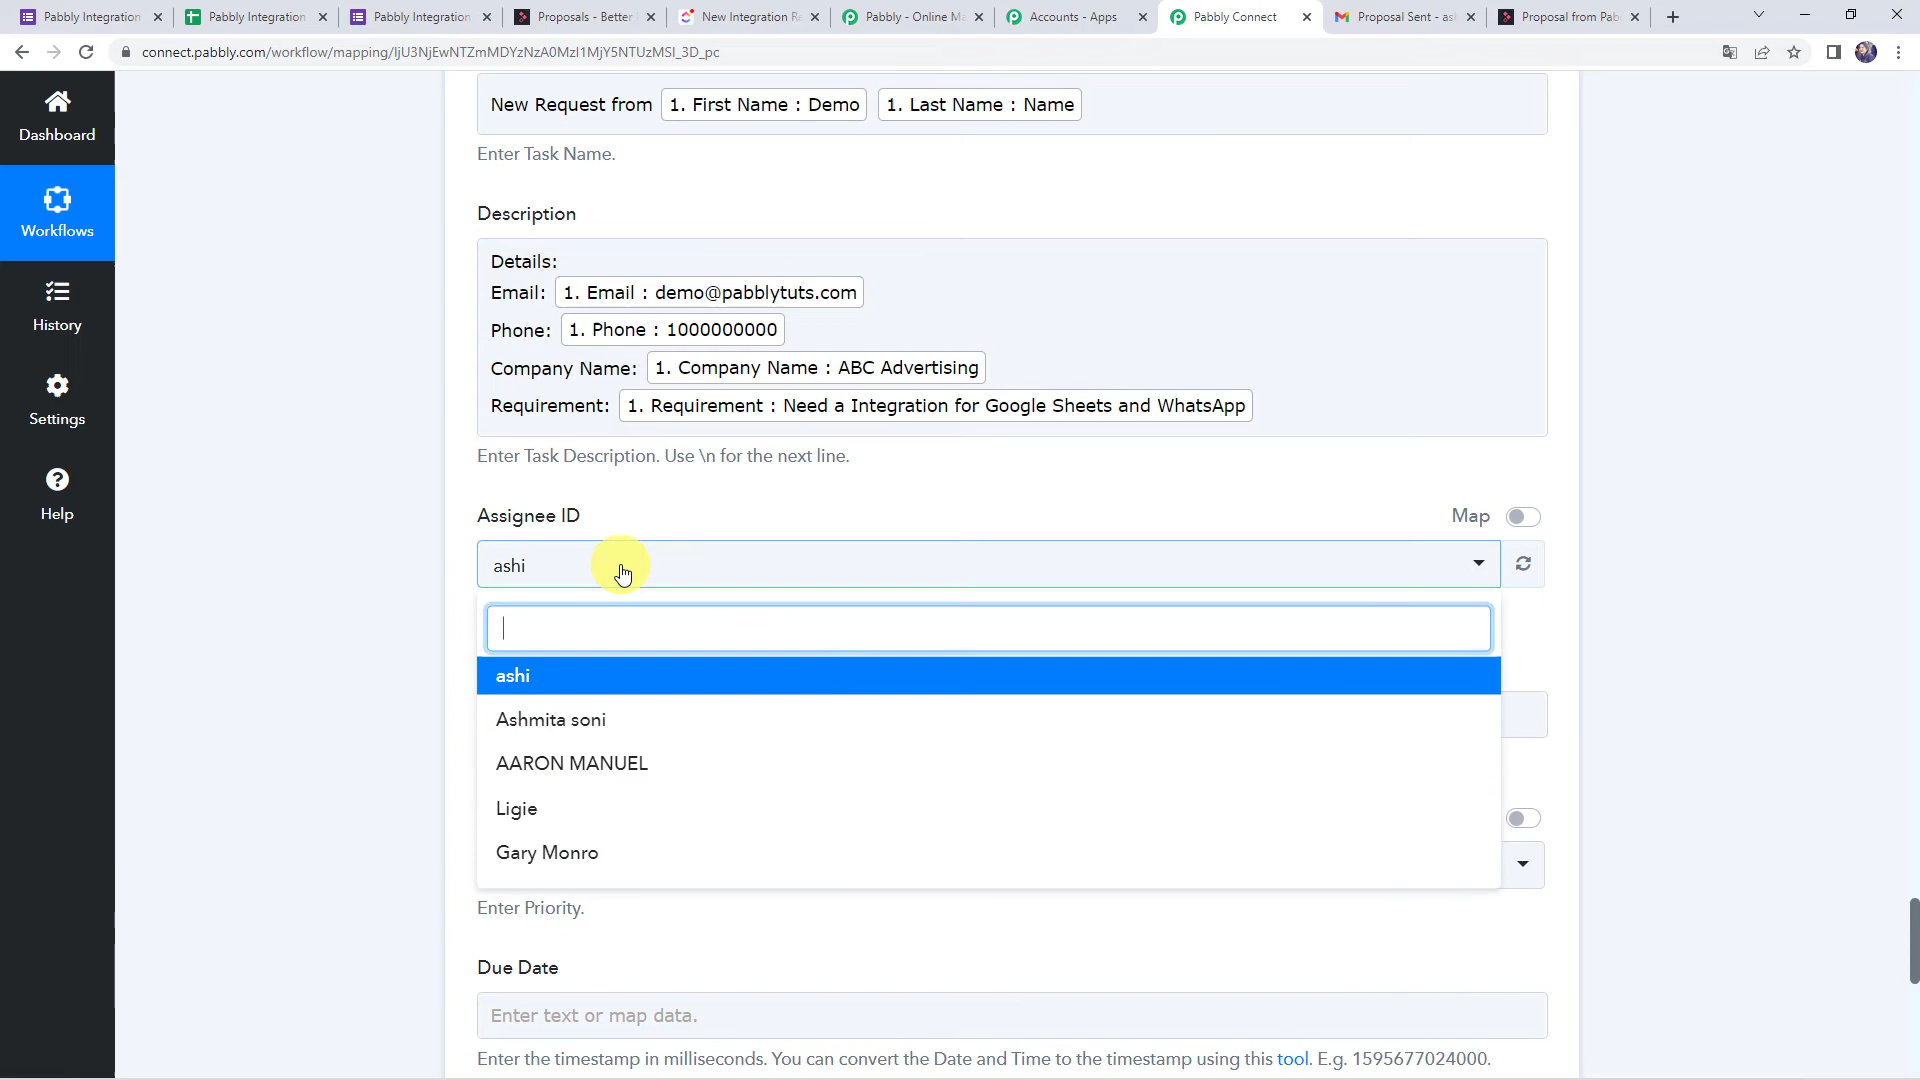 Pabbly Integration
Pabbly Integration
Pabbly Integration
Proposals - Better
New Integration Re
Pabbly - Online Ma
Accounts - Apps
Pabbly Connect
Proposal Sent - ash
Proposal from Pab
connect.pabbly.com/workflow/mapping/IjU3NjEwNTZmMDYzNzA0MzI1MjY5NTUzMSI_3D_pc
Dashboard
Workflows
History
Settings
Help
New Request from 1. First Name : Demo 1. Last Name : Name
Enter Task Name.
Description
Details:
Email: 1. Email : demo@pabblytuts.com
Phone: 1. Phone : 1000000000
Company Name: 1. Company Name : ABC Advertising
Requirement: 1. Requirement : Need a Integration for Google Sheets and WhatsApp
Enter Task Description. Use \n for the next line.
Assignee ID
Map
ashi
ashi
Ashmita soni
AARON MANUEL
Ligie
Gary Monro
Enter Priority.
Due Date
Enter text or map data.
Enter the timestamp in milliseconds. You can convert the Date and Time to the timestamp using this tool. E.g. 1595677024000.